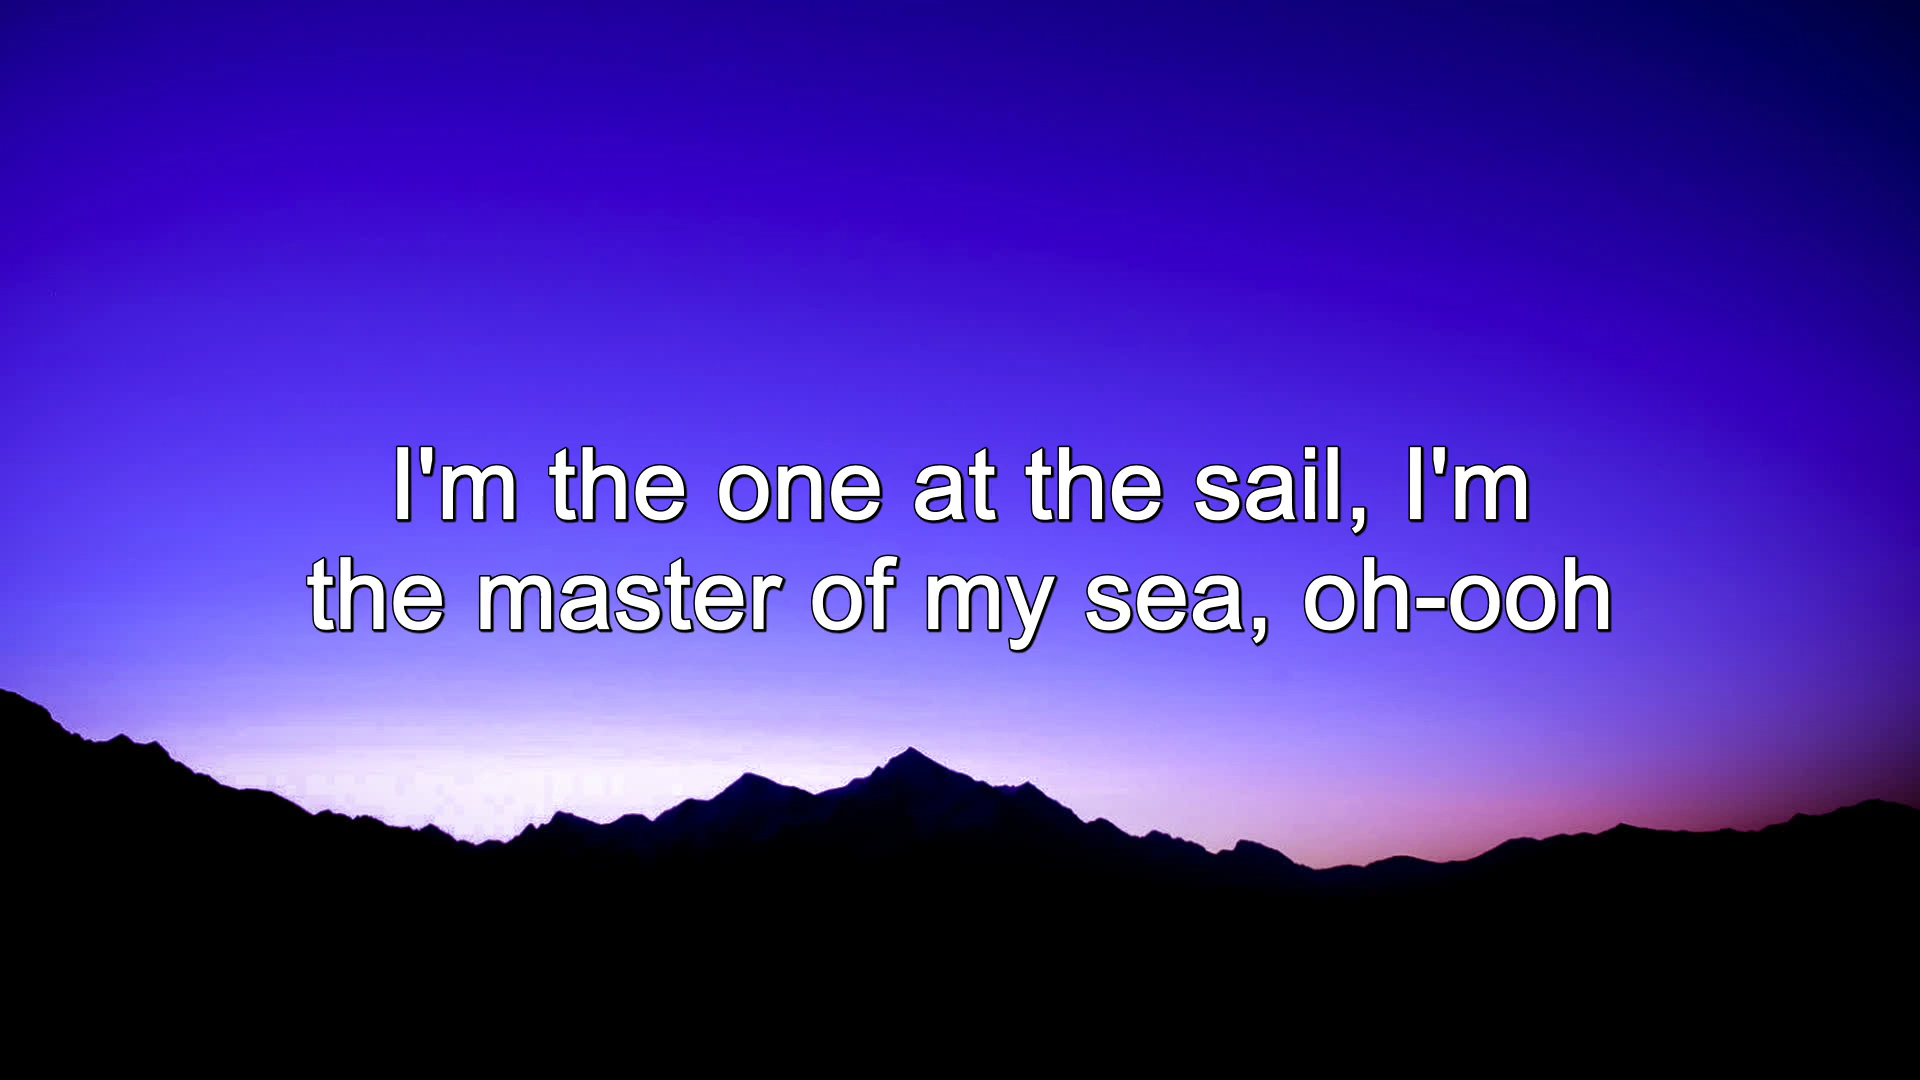 I'm the one at the sail, I'm
the master of my sea, oh-ooh